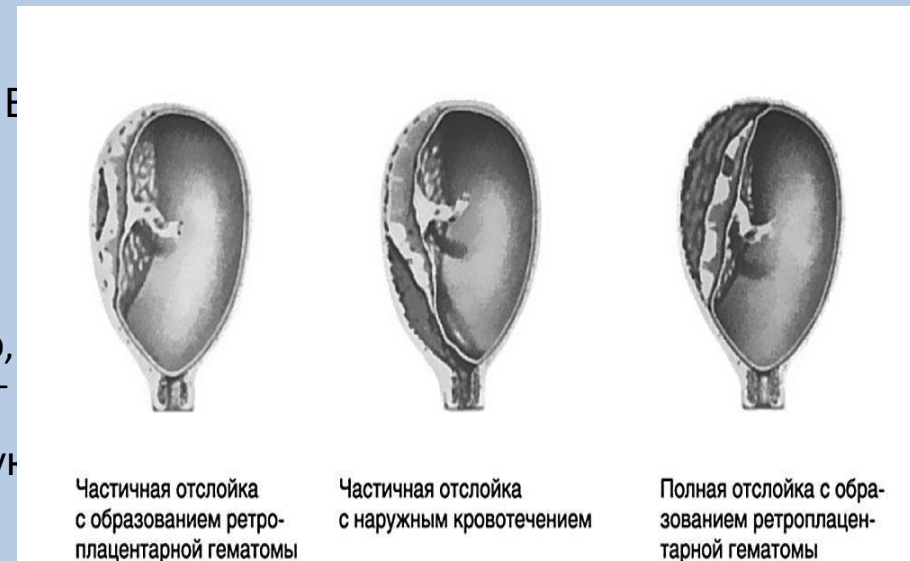 Частичная отслойка
с образованием ретро-
плацентарной гематомы
Частичная отслойка
с наружным кровотечением
Полная отслойка с обра-
зованием ретроплацен-
тарной гематомы